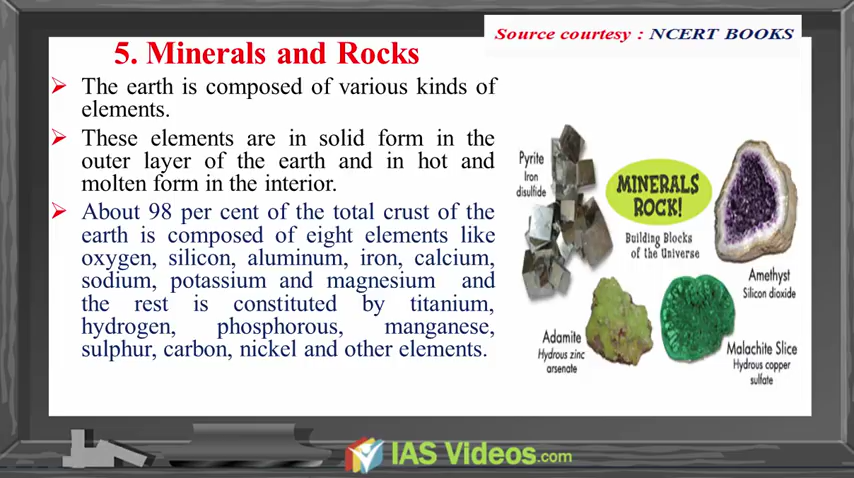 Source courtesy : NCERT BOOKS
5. Minerals and Rocks
The earth is composed of various kinds of
elements.
These elements are in solid form in the
outer layer of the earth and in hot and
molten form in the interior.
About 98 per cent of the total crust of the
earth is composed of eight elements like
oxygen, silicon, aluminum, iron, calcium,
sodium, potassium and magnesium and
the rest is constituted by titanium,
hydrogen, phosphorous, manganese,
sulphur, carbon, nickel and other elements.
Pyrite
Iron
disulfide
MINERALS
ROCK!
Building Blocks
of the Universe
Amethyst
Silicon dioxide
Adamite
Hydrous zinc
arsenate
Malachite Slice
Hydrous copper
sulfate
IAS Videos.com